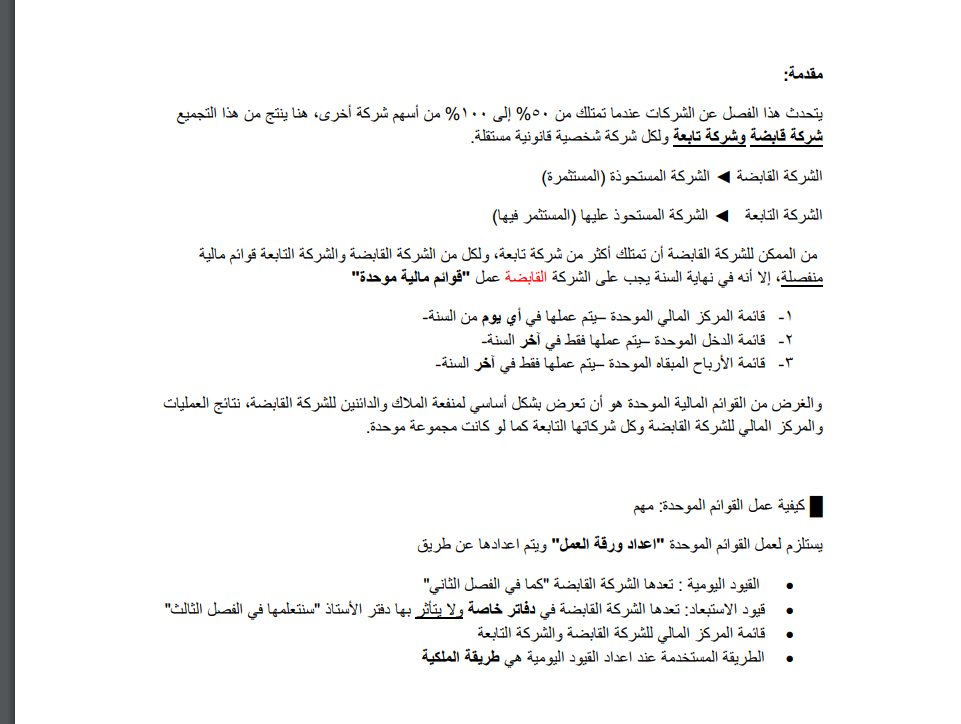 مقدمة:
يتحدث هذا الفصل عن الشركات عندما تمتلك من ٥٠% إلى ١٠٠% من أسهم شركة أخرى، هنا ينتج من هذا التجميع
شركة قابضة وشركة تابعة ولكل شركة شخصية قانونية مستقلة.
الشركة القابضة ◄ الشركة المستحوذة (المستثمرة)
الشركة التابعة ◄ الشركة المستحوذ عليها (المستثمر فيها)
من الممكن للشركة القابضة أن تمتلك أكثر من شركة تابعة، ولكل من الشركة القابضة والشركة التابعة قوائم مالية
منفصلة، إلا أنه في نهاية السنة يجب على الشركة القابضة عمل "قوائم مالية موحدة"
١- قائمة المركز المالي الموحدة –يتم عملها في أي يوم من السنة-
٢- قائمة الدخل الموحدة –يتم عملها فقط في آخر السنة-
٣- قائمة الأرباح المبقاه الموحدة –يتم عملها فقط في آخر السنة-
والغرض من القوائم المالية الموحدة هو أن تعرض بشكل أساسي لمنفعة الملاك والدائنين للشركة القابضة، نتائج العمليات
والمركز المالي للشركة القابضة وكل شركاتها التابعة كما لو كانت مجموعة موحدة.
█ كيفية عمل القوائم الموحدة: مهم
يستلزم لعمل القوائم الموحدة "اعداد ورقة العمل" ويتم اعدادها عن طريق
• القيود اليومية : تعدها الشركة القابضة "كما في الفصل الثاني"
• قيود الاستبعاد: تعدها الشركة القابضة في دفاتر خاصة ولا يتأثر بها دفتر الأستاذ "سنتعلمها في الفصل الثالث"
• قائمة المركز المالي للشركة القابضة والشركة التابعة
• الطريقة المستخدمة عند اعداد القيود اليومية هي طريقة الملكية